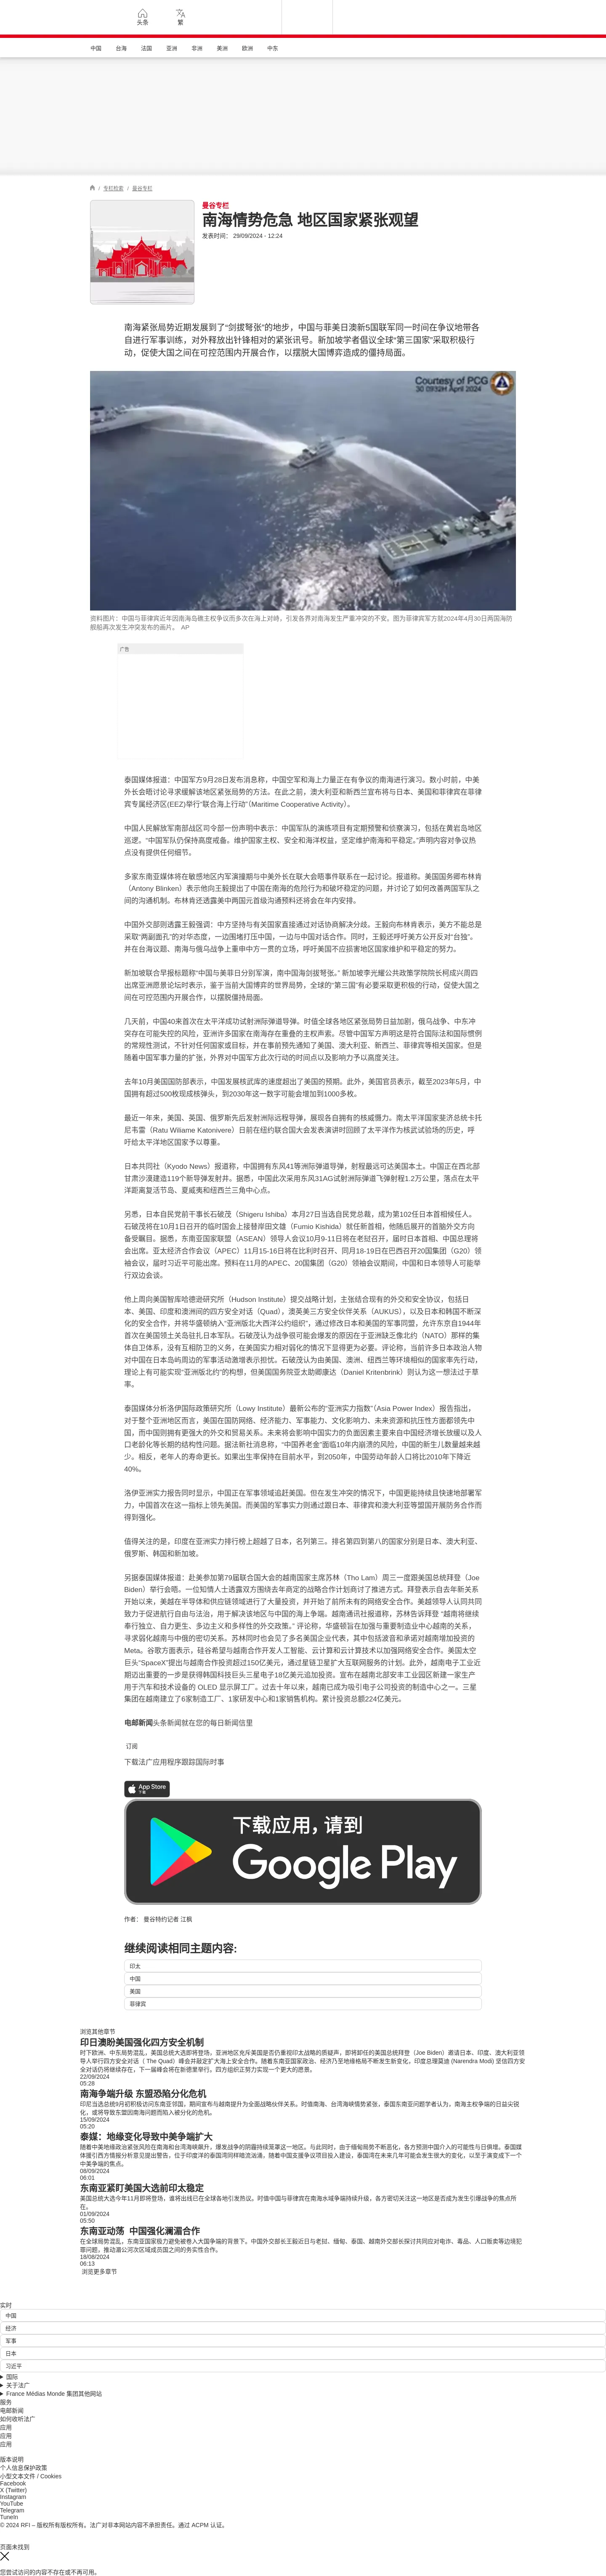 头条
繁
中国
台海
法国
亚洲
非洲
美洲
欧洲
中东
/ 专栏检索 / 曼谷专栏
曼谷专栏
南海情势危急 地区国家紧张观望
发表时间： 29/09/2024 - 12:24
南海紧张局势近期发展到了“剑拔弩张”的地步，中国与菲美日澳新5国联军同一时间在争议地带各
自进行军事训练，对外释放出针锋相对的紧张讯号。新加坡学者倡议全球“第三国家”采取积极行
动，促使大国之间在可控范围内开展合作，以摆脱大国博弈造成的僵持局面。
Courtesy of PCG
30 0932M April 2024
资料图片：中国与菲律宾近年因南海岛礁主权争议而多次在海上对峙，引发各界对南海发生严重冲突的不安。图为菲律宾军方就2024年4月30日两国海防
舰船再次发生冲突发布的画片。 AP
广告
泰国媒体报道：中国军方9月28日发布消息称，中国空军和海上力量正在有争议的南海进行演习。数小时前，中美
外长会晤讨论寻求缓解该地区紧张局势的方法。在此之前，澳大利亚和新西兰宣布将与日本、美国和菲律宾在菲律
宾专属经济区(EEZ)举行“联合海上行动”（Maritime Cooperative Activity）。
中国人民解放军南部战区司令部一份声明中表示：中国军队的演练项目有定期预警和侦察演习，包括在黄岩岛地区
巡逻。“中国军队仍保持高度戒备。维护国家主权、安全和海洋权益，坚定维护南海和平稳定。”声明内容对争议热
点没有提供任何细节。
多家东南亚媒体将在敏感地区内军演撞期与中美外长在联大会晤事件联系在一起讨论。报道称。美国国务卿布林肯
（Antony Blinken）表示他向王毅提出了中国在南海的危险行为和破坏稳定的问题，并讨论了如何改善两国军队之
间的沟通机制。布林肯还透露美中两国元首级沟通预料还将会在年内安排。
中国外交部则透露王毅强调：中方坚持与有关国家直接通过对话协商解决分歧。王毅向布林肯表示，美方不能总是
采取“两副面孔”的对华态度，一边围堵打压中国，一边与中国对话合作。同时，王毅还呼吁美方公开反对“台独”。
并在台海议题、南海与俄乌战争上重申中方一贯的立场，呼吁美国不应损害地区国家维护和平稳定的努力。
新加坡联合早报标题称“中国与美菲日分别军演，南中国海剑拔弩张。” 新加坡李光耀公共政策学院院长柯成兴周四
出席亚洲愿景论坛时表示，鉴于当前大国博弈的世界局势，全球的“第三国”有必要采取更积极的行动，促使大国之
间在可控范围内开展合作，以摆脱僵持局面。
几天前，中国40来首次在太平洋成功试射洲际弹道导弹。时值全球各地区紧张局势日益加剧，俄乌战争、中东冲
突存在可能失控的风险，亚洲许多国家在南海存在重叠的主权声索。尽管中国军方声明这是符合国际法和国际惯例
的常规性测试，不针对任何国家或目标，并在事前预先通知了美国、澳大利亚、新西兰、菲律宾等相关国家。但是
随着中国军事力量的扩张，外界对中国军方此次行动的时间点以及影响力予以高度关注。
去年10月美国国防部表示，中国发展核武库的速度超出了美国的预期。此外，美国官员表示，截至2023年5月，中
国拥有超过500枚现成核弹头，到2030年这一数字可能会增加到1000多枚。
最近一年来，美国、英国、俄罗斯先后发射洲际远程导弹，展现各自拥有的核威慑力。南太平洋国家斐济总统卡托
尼韦雷（Ratu Wiliame Katonivere）日前在纽约联合国大会发表演讲时回顾了太平洋作为核武试验场的历史，呼
吁给太平洋地区国家予以尊重。
日本共同社（Kyodo News）报道称，中国拥有东风41等洲际弹道导弹，射程最远可达美国本土。中国正在西北部
甘肃沙漠建造119个新导弹发射井。据悉，中国此次采用东风31AG试射洲际弹道飞弹射程1.2万公里，落点在太平
洋距离复活节岛、夏威夷和纽西兰三角中心点。
另悉，日本自民党前干事长石破茂（Shigeru Ishiba）本月27日当选自民党总裁，成为第102任日本首相候任人。
石破茂将在10月1日召开的临时国会上接替岸田文雄（Fumio Kishida）就任新首相，他随后展开的首脑外交方向
备受瞩目。据悉，东南亚国家联盟（ASEAN）领导人会议10月9-11日将在老挝召开，届时日本首相、中国总理将
会出席。亚太经济合作会议（APEC）11月15-16日将在比利时召开、同月18-19日在巴西召开20国集团（G20）领
袖会议，届时习近平可能出席。预料在11月的APEC、20国集团（G20）领袖会议期间，中国和日本领导人可能举
行双边会谈。
他上周向美国智库哈德逊研究所（Hudson Institute）提交战略计划，主张结合现有的外交和安全协议，包括日
本、美国、印度和澳洲间的四方安全对话（Quad），澳英美三方安全伙伴关系（AUKUS），以及日本和韩国不断深
化的安全合作，并将华盛顿纳入“亚洲版北大西洋公约组织”，通过修改日本和美国的军事同盟，允许东京自1944年
首次在美国领土关岛驻扎日本军队。石破茂认为战争很可能会爆发的原因在于亚洲缺乏像北约（NATO）那样的集
体自卫体系，没有互相防卫的义务，在美国实力相对弱化的情况下显得更为必要。评论称，当前许多日本政治人物
对中国在日本岛屿周边的军事活动激增表示担忧。石破茂认为由美国、澳洲、纽西兰等环境相似的国家率先行动，
理论上有可能实现“亚洲版北约”的构想，但美国国务院亚太助卿康达（Daniel Kritenbrink）则认为这一想法过于草
率。
泰国媒体分析洛伊国际政策研究所（Lowy Institute）最新公布的“亚洲实力指数”（Asia Power Index）报告指出，
对于整个亚洲地区而言，美国在国防网络、经济能力、军事能力、文化影响力、未来资源和抗压性方面都领先中
国，而中国则拥有更强大的外交和贸易关系。未来将会影响中国实力的负面因素主要来自中国经济增长放缓以及人
口老龄化等长期的结构性问题。据法新社消息称，“中国养老金”面临10年内崩溃的风险，中国的新生儿数量越来越
少。相反，老年人的寿命更长。如果出生率保持在目前水平，到2050年，中国劳动年龄人口将比2010年下降近
40%。
洛伊亚洲实力报告同时显示，中国正在军事领域追赶美国。但在发生冲突的情况下，中国更能持续且快速地部署军
力，中国首次在这一指标上领先美国。而美国的军事实力则通过跟日本、菲律宾和澳大利亚等盟国开展防务合作而
得到强化。
值得关注的是，印度在亚洲实力排行榜上超越了日本，名列第三。排名第四到第八的国家分别是日本、澳大利亚、
俄罗斯、韩国和新加坡。
另据泰国媒体报道：赴美参加第79届联合国大会的越南国家主席苏林（Tho Lam）周三一度跟美国总统拜登（Joe
Biden）举行会晤。一位知情人士透露双方围绕去年商定的战略合作计划商讨了推进方式。拜登表示自去年新关系
开始以来，美越在半导体和供应链领域进行了大量投资，并开始了前所未有的网络安全合作。美越领导人认同共同
致力于促进航行自由与法治，用于解决该地区与中国的海上争端。越南通讯社报道称，苏林告诉拜登 “越南将继续
奉行独立、自力更生、多边主义和多样性的外交政策。” 评论称，华盛顿旨在加强与重要制造业中心越南的关系，
寻求弱化越南与中俄的密切关系。苏林同时也会见了多名美国企业代表，其中包括波音和承诺对越南增加投资的
Meta。谷歌方面表示，硅谷希望与越南合作开发人工智能、云计算和云计算技术以加强网络安全合作。美国太空
巨头“SpaceX”提出与越南合作投资超过150亿美元，通过星链卫星扩大互联网服务的计划。此外，越南电子工业近
期迈出重要的一步是获得韩国科技巨头三星电子18亿美元追加投资。宣布在越南北部安丰工业园区新建一家生产
用于汽车和技术设备的 OLED 显示屏工厂。过去十年以来，越南已成为吸引电子公司投资的制造中心之一。三星
集团在越南建立了6家制造工厂、1家研发中心和1家销售机构。累计投资总额224亿美元。
电邮新闻头条新闻就在您的每日新闻信里
订阅
下载法广应用程序跟踪国际时事
App Store
下载
下载应用，请到
Google Play
作者： 曼谷特约记者 江枫
继续阅读相同主题内容:
印太
中国
美国
菲律宾
浏览其他章节
印日澳盼美国强化四方安全机制
时下欧洲、中东局势混乱，美国总统大选即将登场，亚洲地区充斥美国是否仍重视印太战略的质疑声，即将卸任的美国总统拜登（Joe Biden）邀请日本、印度、澳大利亚领
导人举行四方安全对话（ The Quad）峰会并敲定扩大海上安全合作。随着东南亚国家政治、经济乃至地缘格局不断发生新变化，印度总理莫迪 (Narendra Modi) 坚信四方安
全对话仍将继续存在，下一届峰会将在新德里举行。四方组织正努力实现一个更大的愿景。
22/09/2024
05:28
南海争端升级 东盟恐陷分化危机
印尼当选总统9月初积极访问东南亚邻国，期间宣布与越南提升为全面战略伙伴关系。时值南海、台湾海峡情势紧张，泰国东南亚问题学者认为，南海主权争端的日益尖锐
化，或将导致东盟因南海问题而陷入被分化的危机。
15/09/2024
05:20
泰媒：地缘变化导致中美争端扩大
随着中美地缘政治紧张风险在南海和台湾海峡飙升，爆发战争的阴霾持续笼罩这一地区。与此同时，由于缅甸局势不断恶化，各方预测中国介入的可能性与日俱增。泰国媒
体援引西方情报分析意见提出警告，位于印度洋的泰国湾同样暗流汹涌，随着中国支援争议项目投入建设，泰国湾在未来几年可能会发生很大的变化，以至于演变成下一个
中美争端的焦点。
08/09/2024
06:01
东南亚紧盯美国大选前印太稳定
美国总统大选今年11月即将登场，谁将出线已在全球各地引发热议。时值中国与菲律宾在南海水域争端持续升级，各方密切关注这一地区是否成为发生引爆战争的焦点所
在。
01/09/2024
05:50
东南亚动荡 中国强化澜湄合作
在全球局势混乱，东南亚国家极力避免被卷入大国争端的背景下。中国外交部长王毅近日与老挝、缅甸、泰国、越南外交部长探讨共同应对电诈、毒品、人口贩卖等边境犯
罪问题，推动湄公河次区域成员国之间的务实性合作。
18/08/2024
06:13
浏览更多章节
实时
中国
经济
军事
日本
习近平
国际
关于法广
France Médias Monde 集团其他网站
服务
电邮新闻
如何收听法广
应用
应用
应用
版本说明
个人信息保护政策
小型文本文件 / Cookies
Facebook
X (Twitter)
Instagram
YouTube
Telegram
TuneIn
© 2024 RFI – 版权所有版权所有。法广对非本网站内容不承担责任。通过 ACPM 认证。
页面未找到
您尝试访问的内容不存在或不再可用。